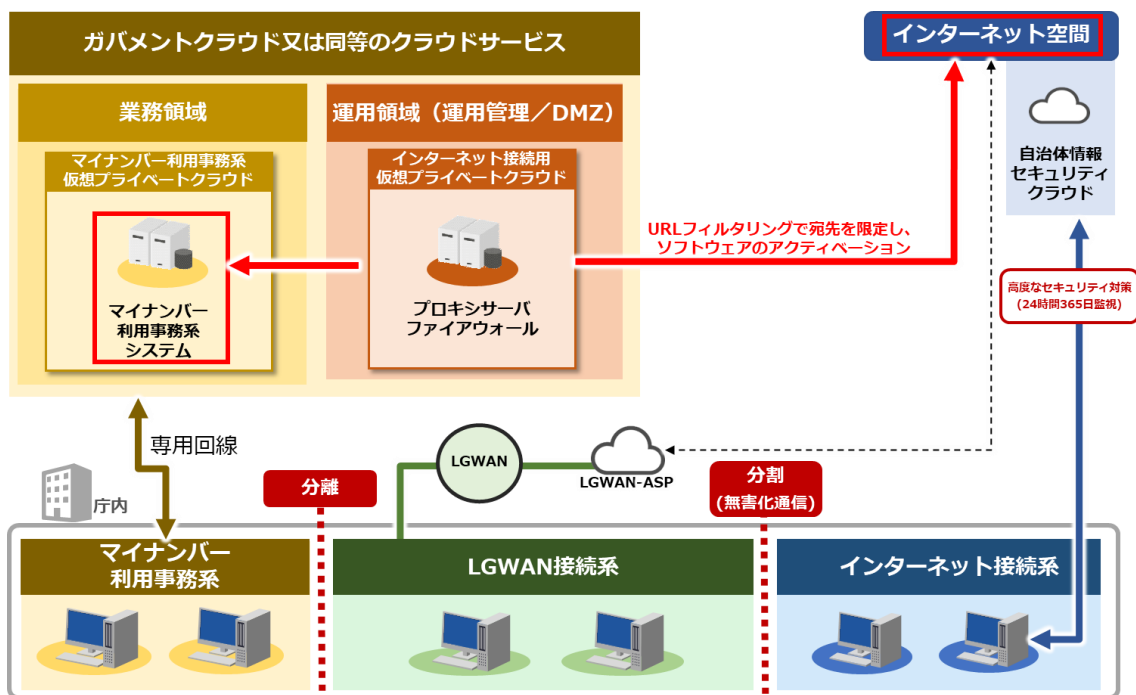 ガバメントクラウド又は同等のクラウドサービス
インターネット空間
業務領域
運用領域（運用管理／DMZ）
マイナンバー利用事務系
仮想プライベートクラウド
インターネット接続用
仮想プライベートクラウド
自治体情報
セキュリティ
クラウド
URLフィルタリングで宛先を限定し、
ソフトウェアのアクティベーション
マイナンバー
利用事務系
システム
プロキシサーバ
ファイアウォール
高度なセキュリティ対策
(24時間365日監視)
専用回線
LGWAN
LGWAN-ASP
庁内
分離
分割
(無害化通信)
マイナンバー
利用事務系
LGWAN接続系
インターネット接続系